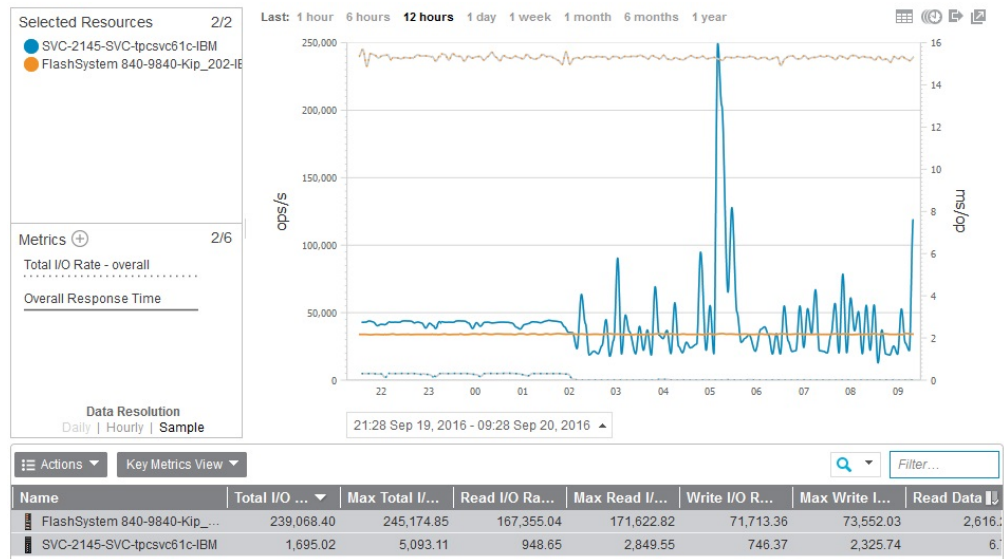 Selected Resources 2/2
SVC-2145-SVC-tpcsvc61c-IBM
FlashSystem 840-9840-Kip_202-IE
Metrics 2/6
Total I/O Rate - overall
Overall Response Time
Data Resolution
Daily | Hourly | Sample
Last: 1 hour 6 hours 12 hours 1 day 1 week 1 month 6 months 1 year
250,000
200,000
150,000
100,000
50,000
0
ops/s
16
14
12
10
8
6
4
2
0
ms/op
22 23 00 01 02 03 04 05 06 07 08 09
21:28 Sep 19, 2016 - 09:28 Sep 20, 2016
Actions Key Metrics View Filter...
Name Total I/O ... Max Total I/... Read I/O Ra... Max Read I/... Write I/O R... Max Write I... Read Data
FlashSystem 840-9840-Kip_... 239,068.40 245,174.85 167,355.04 171,622.82 71,713.36 73,552.03 2,616.
SVC-2145-SVC-tpcsvc61c-IBM 1,695.02 5,093.11 948.65 2,849.55 746.37 2,325.74 6.